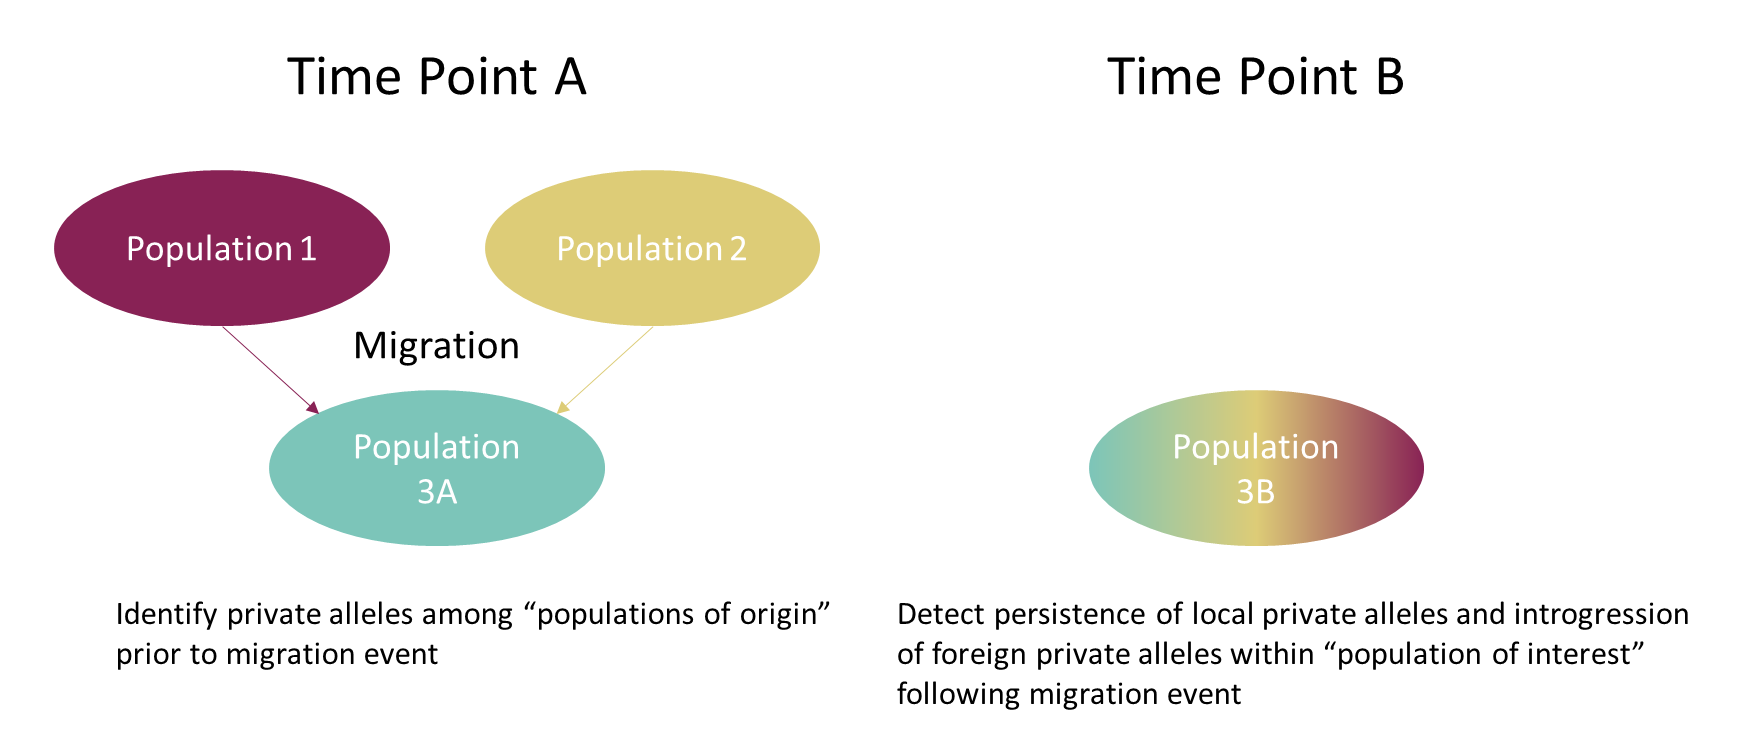 Time Point A
Time Point B
Population 1
Population 2
Migration
Population
3A
Population
3B
Identify private alleles among “populations of origin”
prior to migration event
Detect persistence of local private alleles and introgression
of foreign private alleles within “population of interest”
following migration event